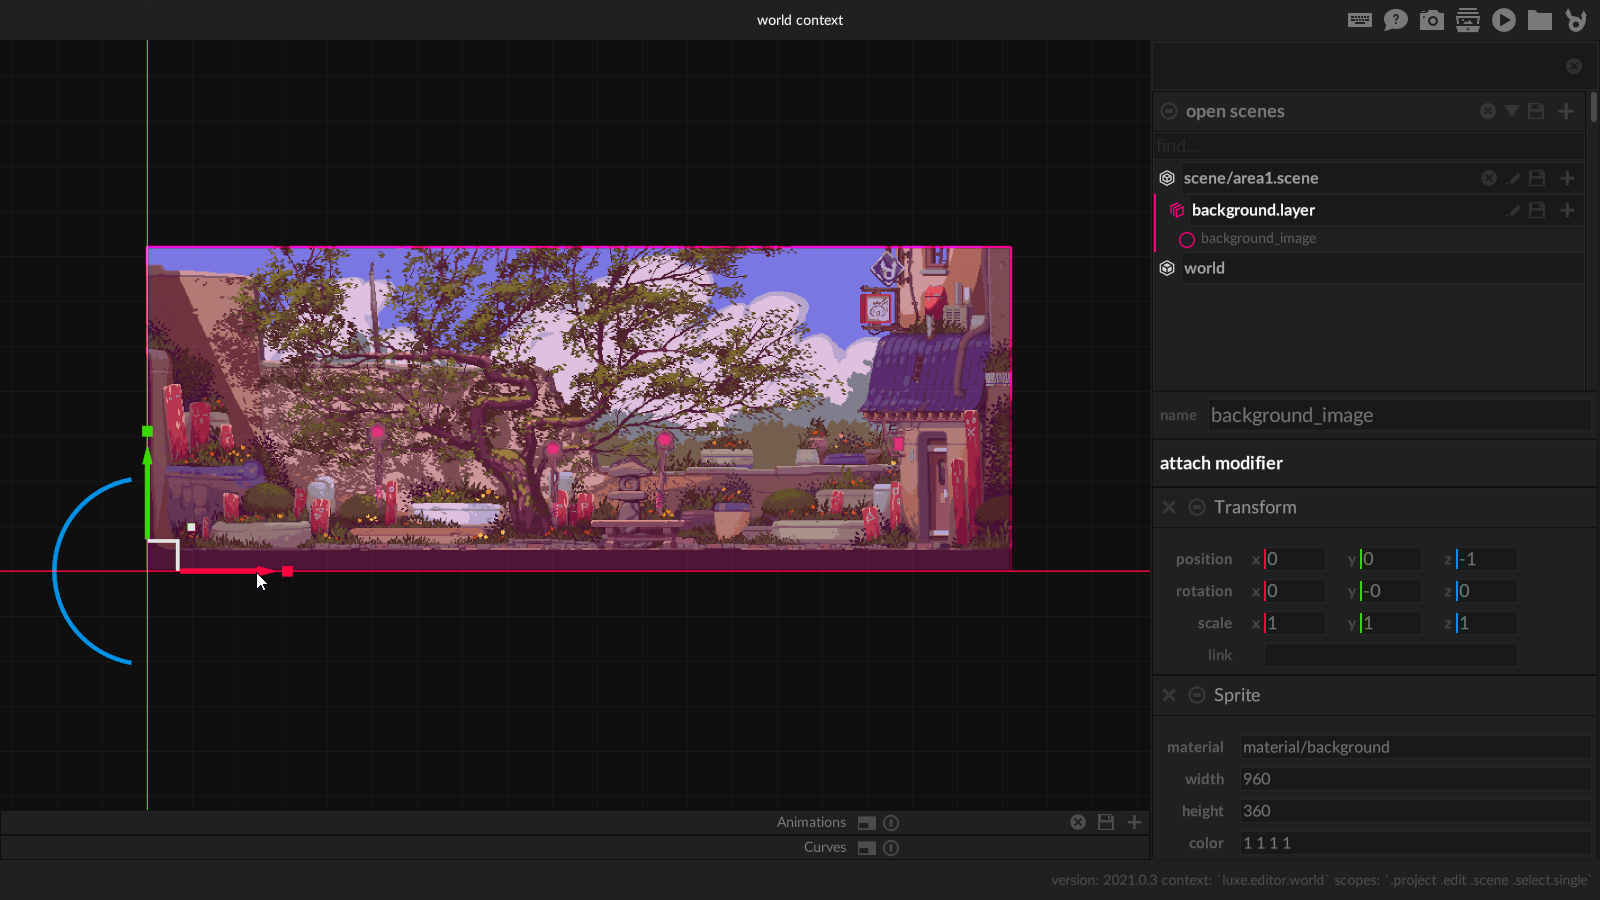 world context
open scenes
find...
scene/area1.scene
background.layer
background_image
world
name background_image
attach modifier
Transform
position x 0 y 0 z -1
rotation x 0 y -0 z 0
scale x 1 y 1 z 1
link
Sprite
material material/background
width 960
height 360
color 1 1 1 1
Animations
Curves
version: 2021.0.3 context: `luxe.editor.world` scopes: `.project .edit .scene .select.single`